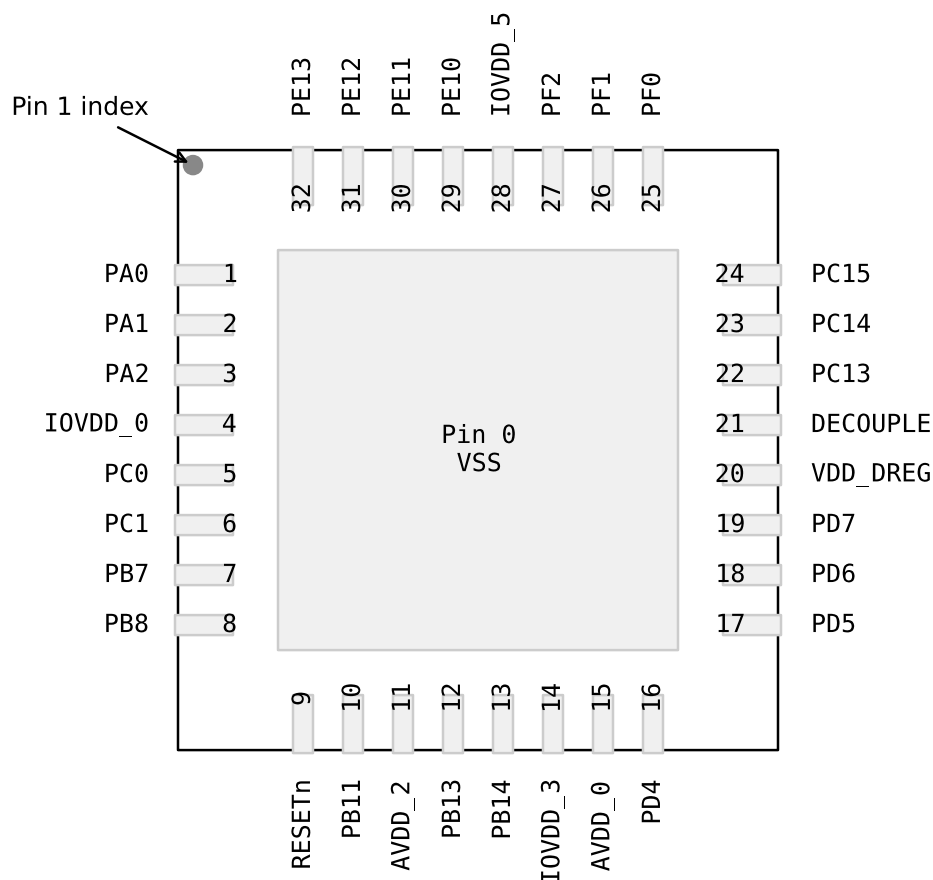 IOVDD_5
PE13 PE12 PE11 PE10 PF2 PF1 PF0
Pin 1 index
32 31 30 29 28 27 26 25
PA0 1 24 PC15
PA1 2 23 PC14
PA2 3 22 PC13
IOVDD_0 4 21 DECOUPLE
Pin 0
VSS
PC0 5 20 VDD_DREG
PC1 6 19 PD7
PB7 7 18 PD6
PB8 8 17 PD5
9 10 11 12 13 14 15 16
RESETn PB11 AVDD_2 PB13 PB14 IOVDD_3 AVDD_0 PD4